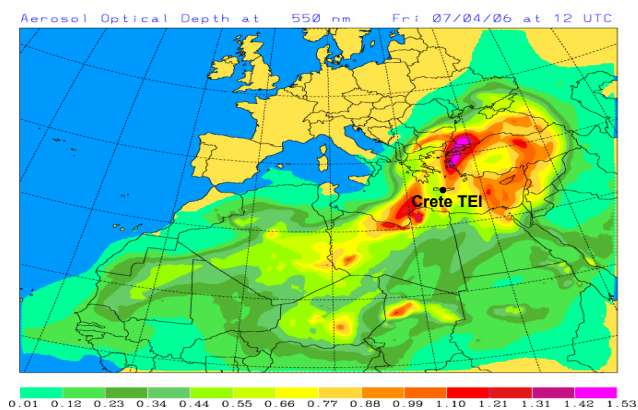 Aerosol Optical Depth at 550 nm Fri 07/04/06 at 12 UTC
Crete TEI
0.01 0.12 0.23 0.34 0.44 0.55 0.66 0.77 0.88 0.99 1.10 1.21 1.31 1.42 1.53